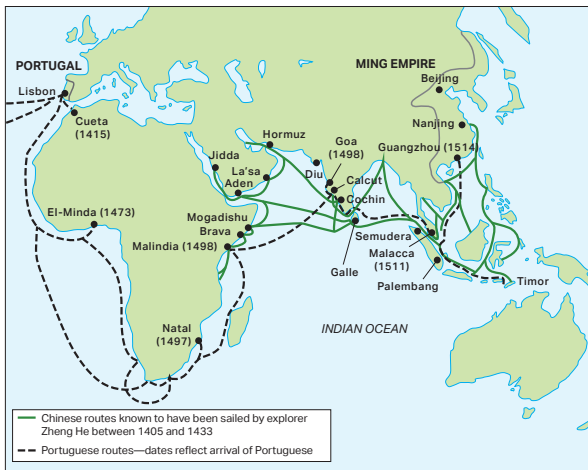 PORTUGAL
MING EMPIRE
Lisbon
Beijing
Cueta
(1415)
Nanjing
Hormuz
Goa
(1498)
Guangzhou (1514)
Jidda
La'sa
Aden
Diu
Calcut
Cochin
El-Minda (1473)
Mogadishu
Brava
Malindia (1498)
Semudera
Malacca
(1511)
Galle
Palembang
Timor
Natal
(1497)
INDIAN OCEAN
Chinese routes known to have been sailed by explorer
Zheng He between 1405 and 1433
Portuguese routes—dates reflect arrival of Portuguese